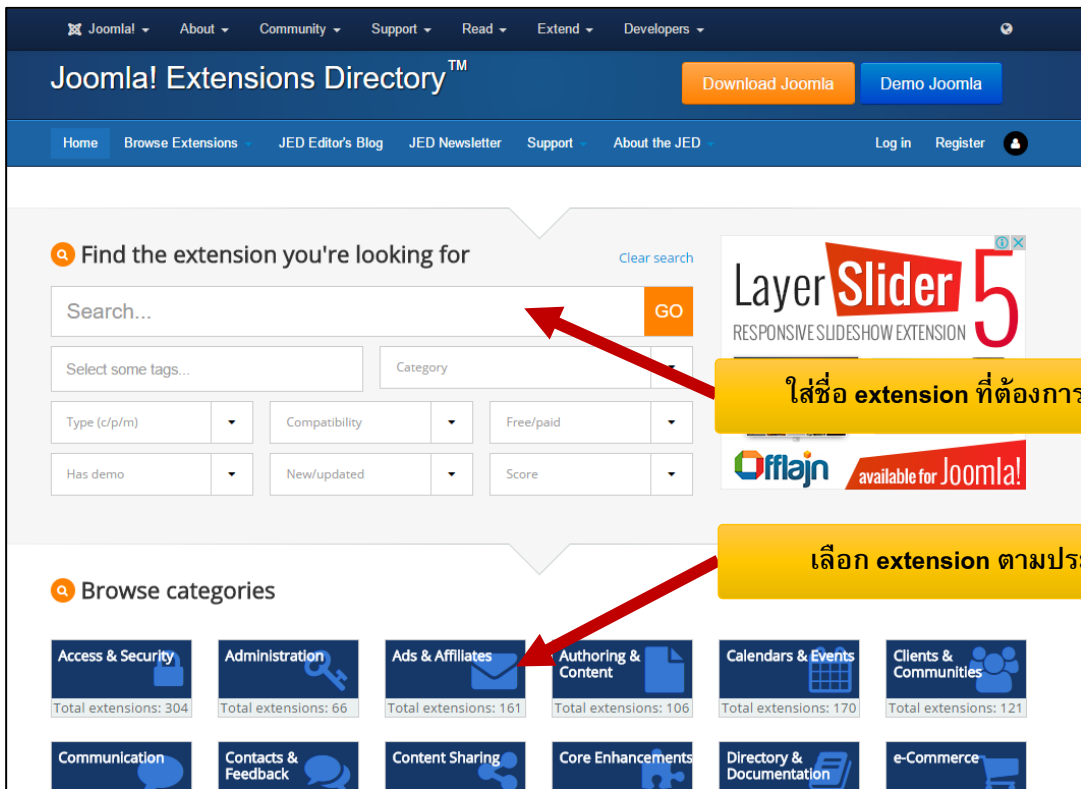 Joomla! About Community Support Read Extend Developers
Joomla! Extensions Directory™
Download Joomla Demo Joomla
Home Browse Extensions JED Editor's Blog JED Newsletter Support About the JED Log in Register
Find the extension you're looking for Clear search
Search... GO
Select some tags... Category
Type (c/p/m) Compatibility Free/paid
Has demo New/updated Score
Layer Slider 5
RESPONSIVE SLIDESHOW EXTENSION
ใส่ชื่อ extension ที่ต้องการ
Offlajn available for Joomla!
เลือก extension ตามประ
Browse categories
Access & Security Administration Ads & Affiliates Authoring & Content Calendars & Events Clients & Communities
Total extensions: 304 Total extensions: 66 Total extensions: 161 Total extensions: 106 Total extensions: 170 Total extensions: 121
Communication Contacts & Feedback Content Sharing Core Enhancements Directory & Documentation e-Commerce